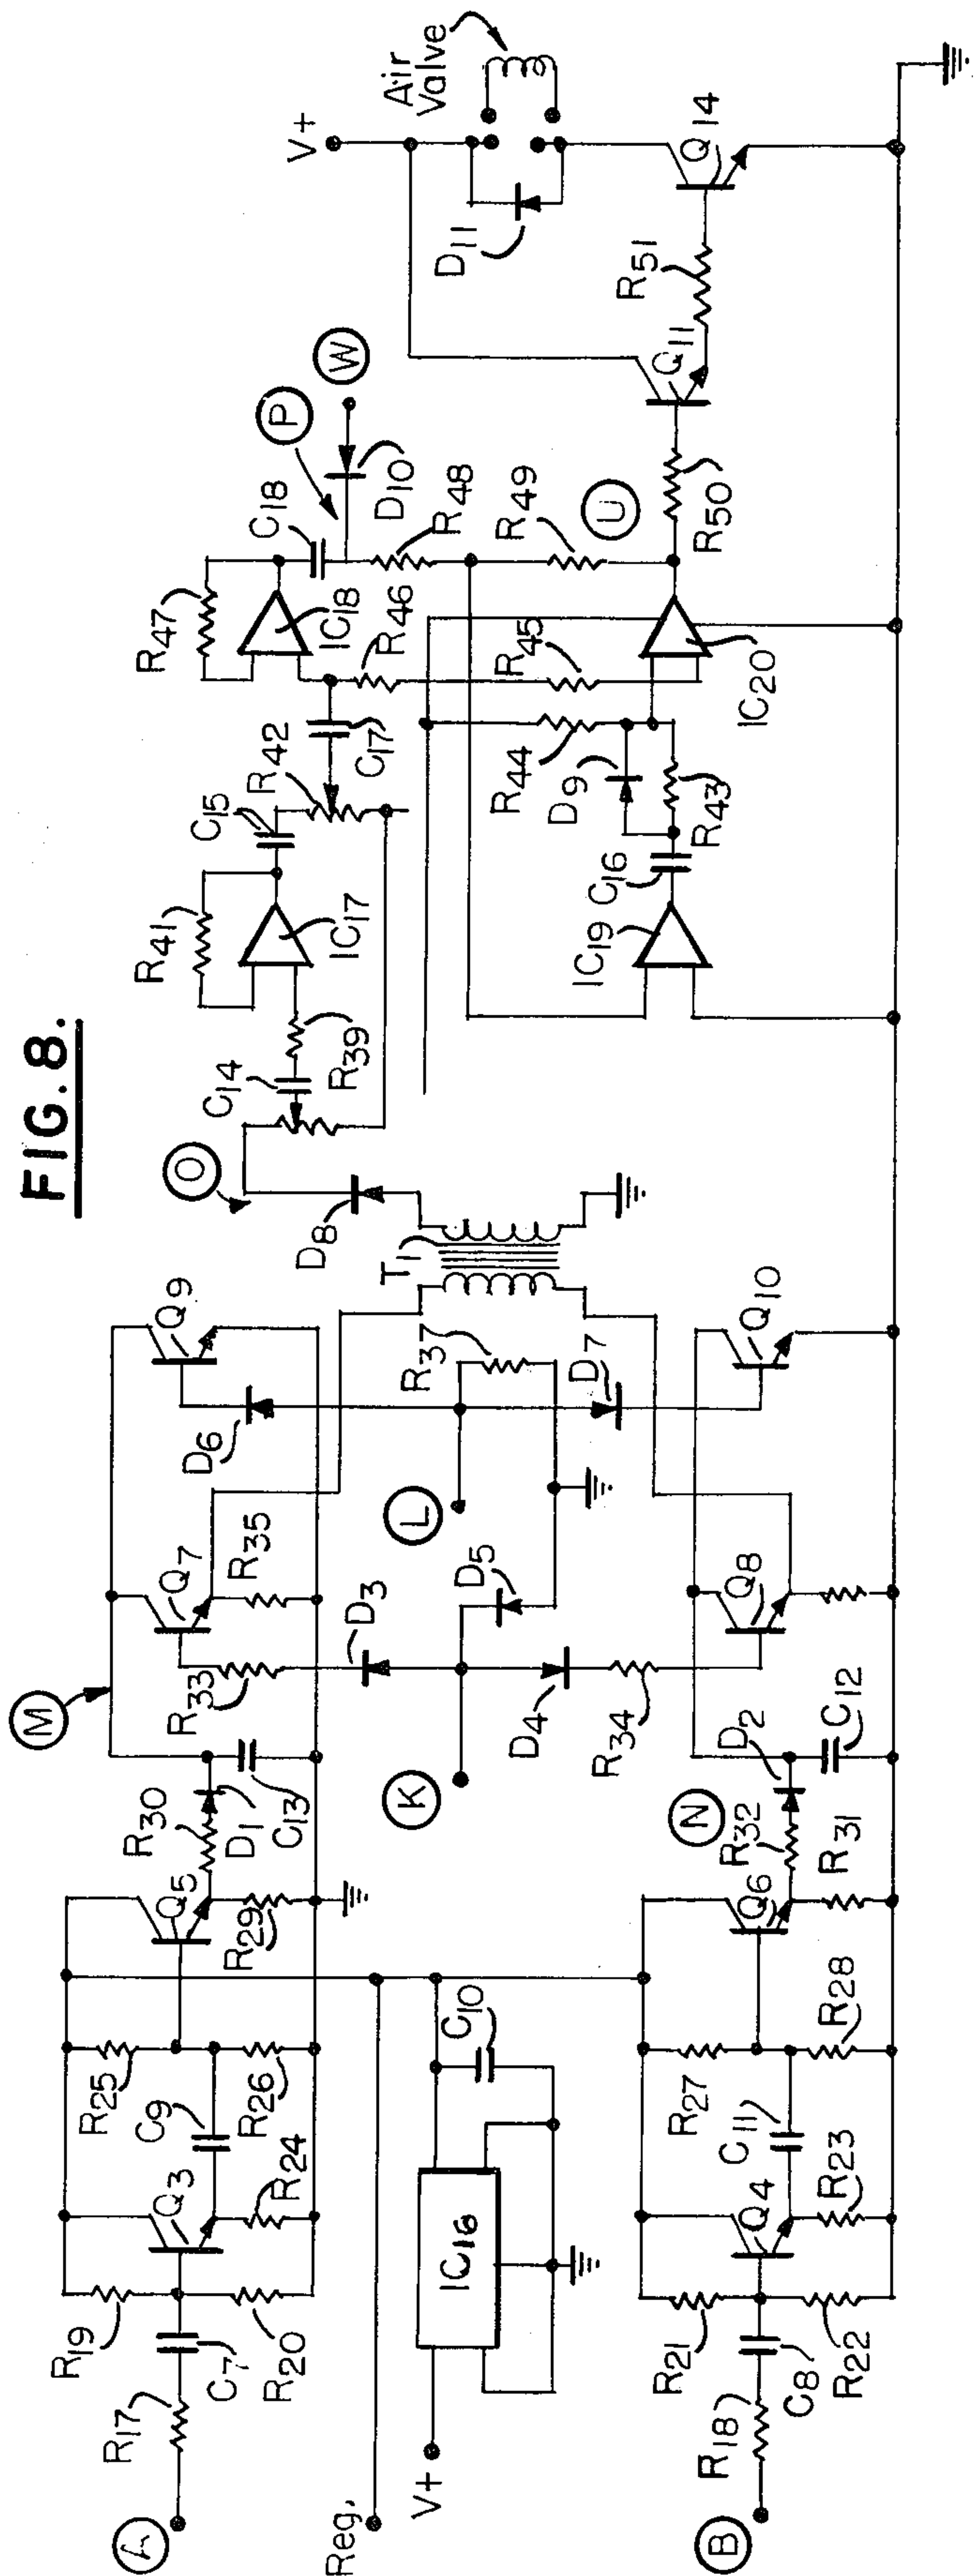 FIG. 8.
A
R17
C7
R19
R20
Q3
R24
C9
R25
R26
Q5
R29
R30
D1
C13
M
R33
Q7
R35
D3
D6
Q9
Reg.
V+
IC16
C10
K
D4
D5
R34
L
R37
D7
T1
D8
O
B
R18
C8
R21
R22
Q4
R23
C11
R27
R28
Q6
R31
R32
N
D2
C12
Q8
Q10
C14
R39
R41
IC17
C15
R42
C17
R47
IC18
C18
P
W
D10
R46
R48
R45
R49
R44
D9
R43
C16
IC19
IC20
U
R50
Q11
R51
Q14
D11
V+
Air
Valve